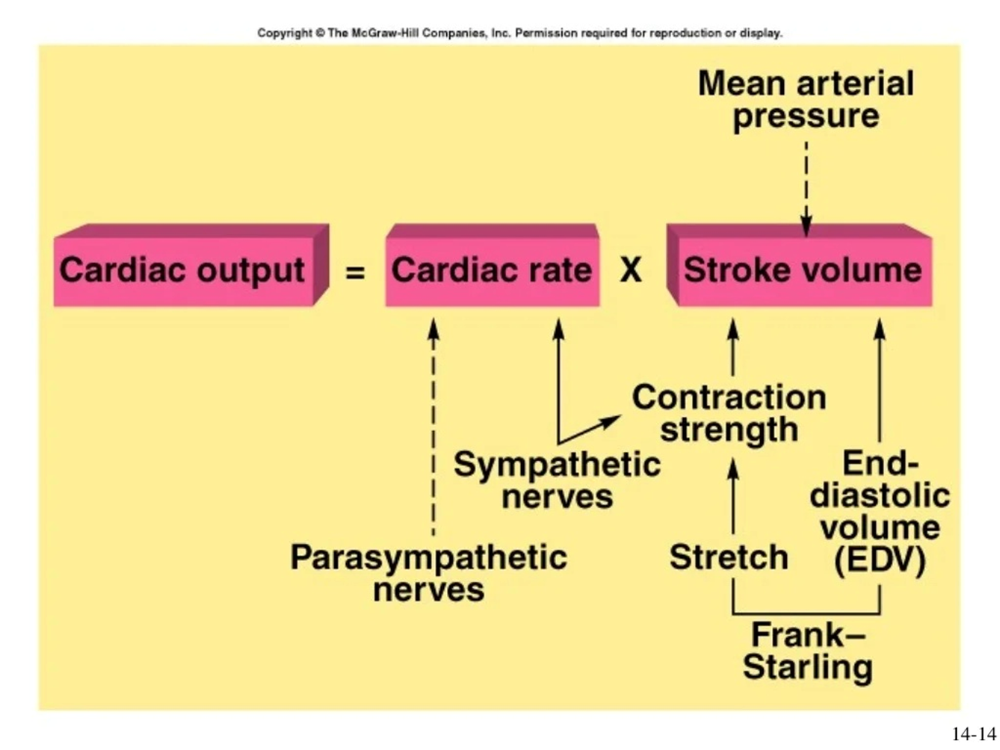 Copyright © The McGraw-Hill Companies, Inc. Permission required for reproduction or display.
Mean arterial
pressure
Cardiac output = Cardiac rate X Stroke volume
Contraction
strength
Sympathetic
nerves
End-
diastolic
volume
(EDV)
Parasympathetic
nerves
Stretch
Frank–
Starling
14-14